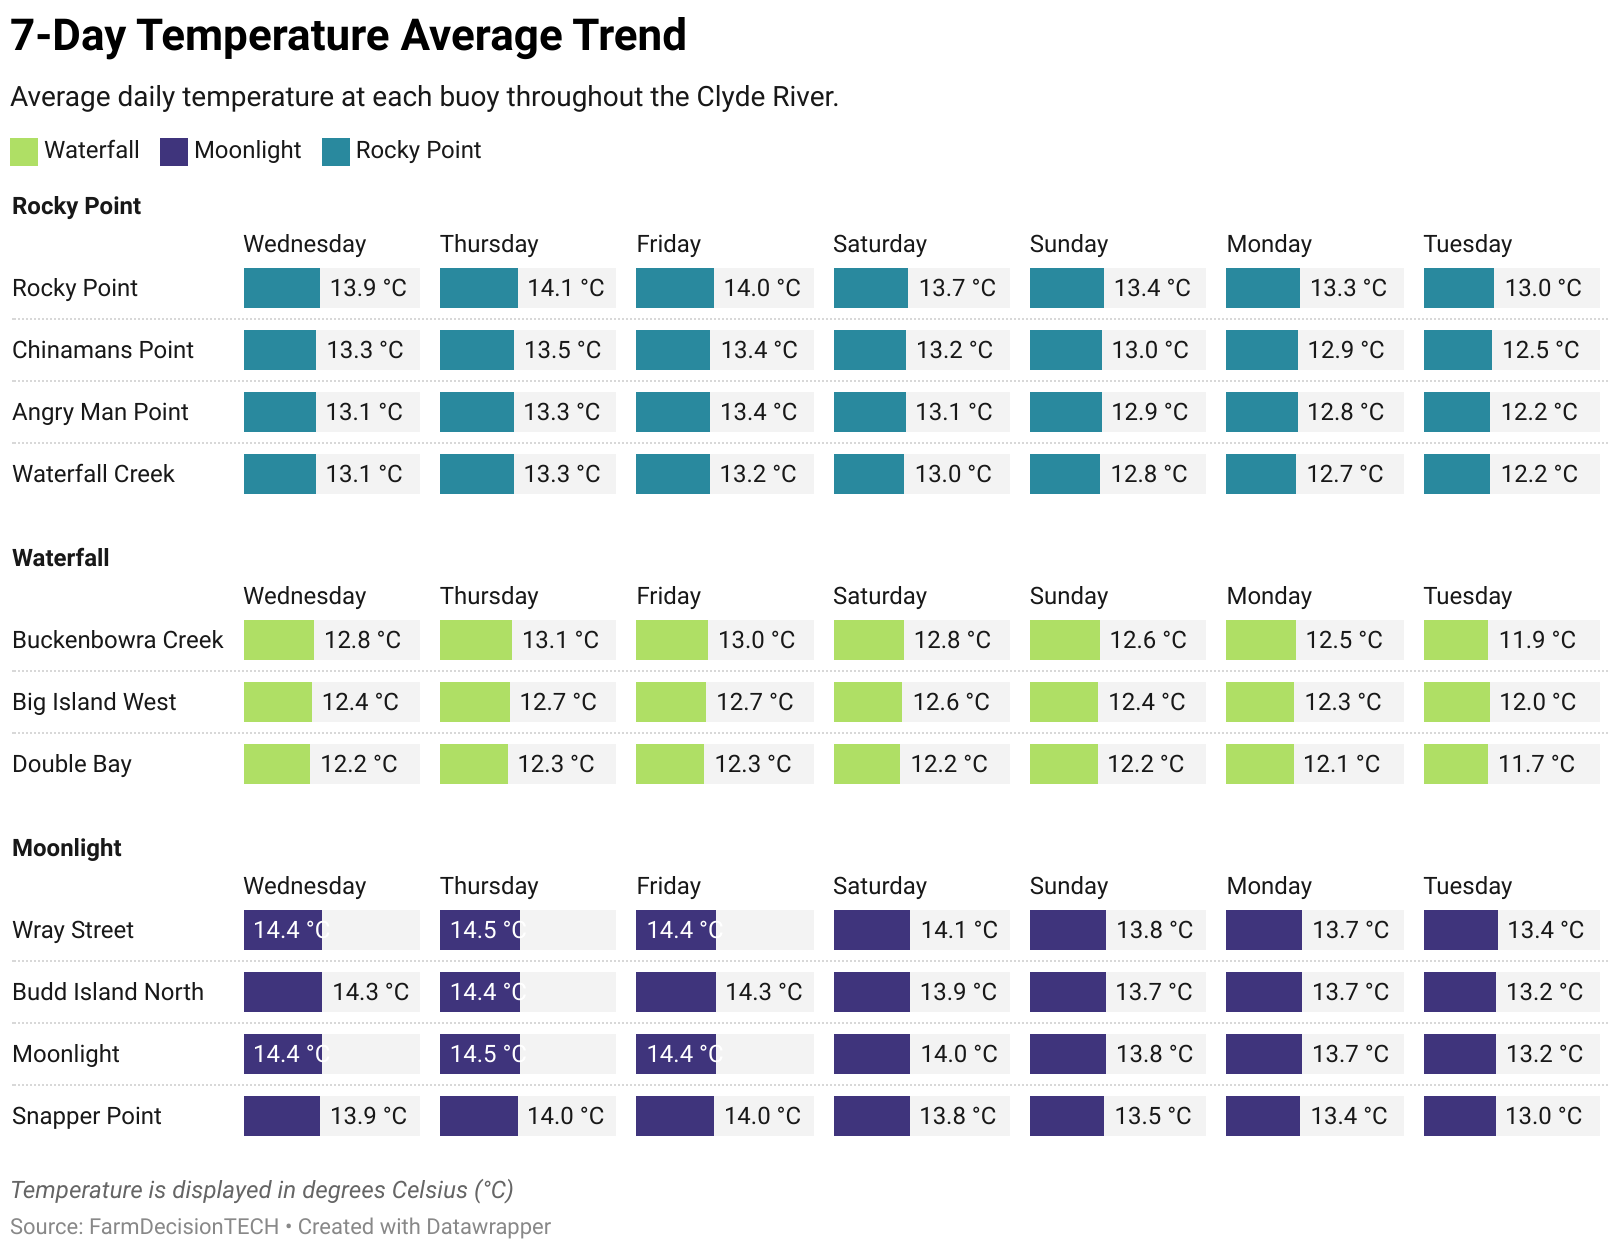 7-Day Temperature Average Trend
Average daily temperature at each buoy throughout the Clyde River.
Waterfall Moonlight Rocky Point
Rocky Point
Wednesday Thursday Friday Saturday Sunday Monday Tuesday
Rocky Point 13.9 °C 14.1 °C 14.0 °C 13.7 °C 13.4 °C 13.3 °C 13.0 °C
Chinamans Point 13.3 °C 13.5 °C 13.4 °C 13.2 °C 13.0 °C 12.9 °C 12.5 °C
Angry Man Point 13.1 °C 13.3 °C 13.4 °C 13.1 °C 12.9 °C 12.8 °C 12.2 °C
Waterfall Creek 13.1 °C 13.3 °C 13.2 °C 13.0 °C 12.8 °C 12.7 °C 12.2 °C
Waterfall
Wednesday Thursday Friday Saturday Sunday Monday Tuesday
Buckenbowra Creek 12.8 °C 13.1 °C 13.0 °C 12.8 °C 12.6 °C 12.5 °C 11.9 °C
Big Island West 12.4 °C 12.7 °C 12.7 °C 12.6 °C 12.4 °C 12.3 °C 12.0 °C
Double Bay 12.2 °C 12.3 °C 12.3 °C 12.2 °C 12.2 °C 12.1 °C 11.7 °C
Moonlight
Wednesday Thursday Friday Saturday Sunday Monday Tuesday
Wray Street 14.4 °C 14.5 °C 14.4 °C 14.1 °C 13.8 °C 13.7 °C 13.4 °C
Budd Island North 14.3 °C 14.4 °C 14.3 °C 13.9 °C 13.7 °C 13.7 °C 13.2 °C
Moonlight 14.4 °C 14.5 °C 14.4 °C 14.0 °C 13.8 °C 13.7 °C 13.2 °C
Snapper Point 13.9 °C 14.0 °C 14.0 °C 13.8 °C 13.5 °C 13.4 °C 13.0 °C
Temperature is displayed in degrees Celsius (°C)
Source: FarmDecisionTECH • Created with Datawrapper